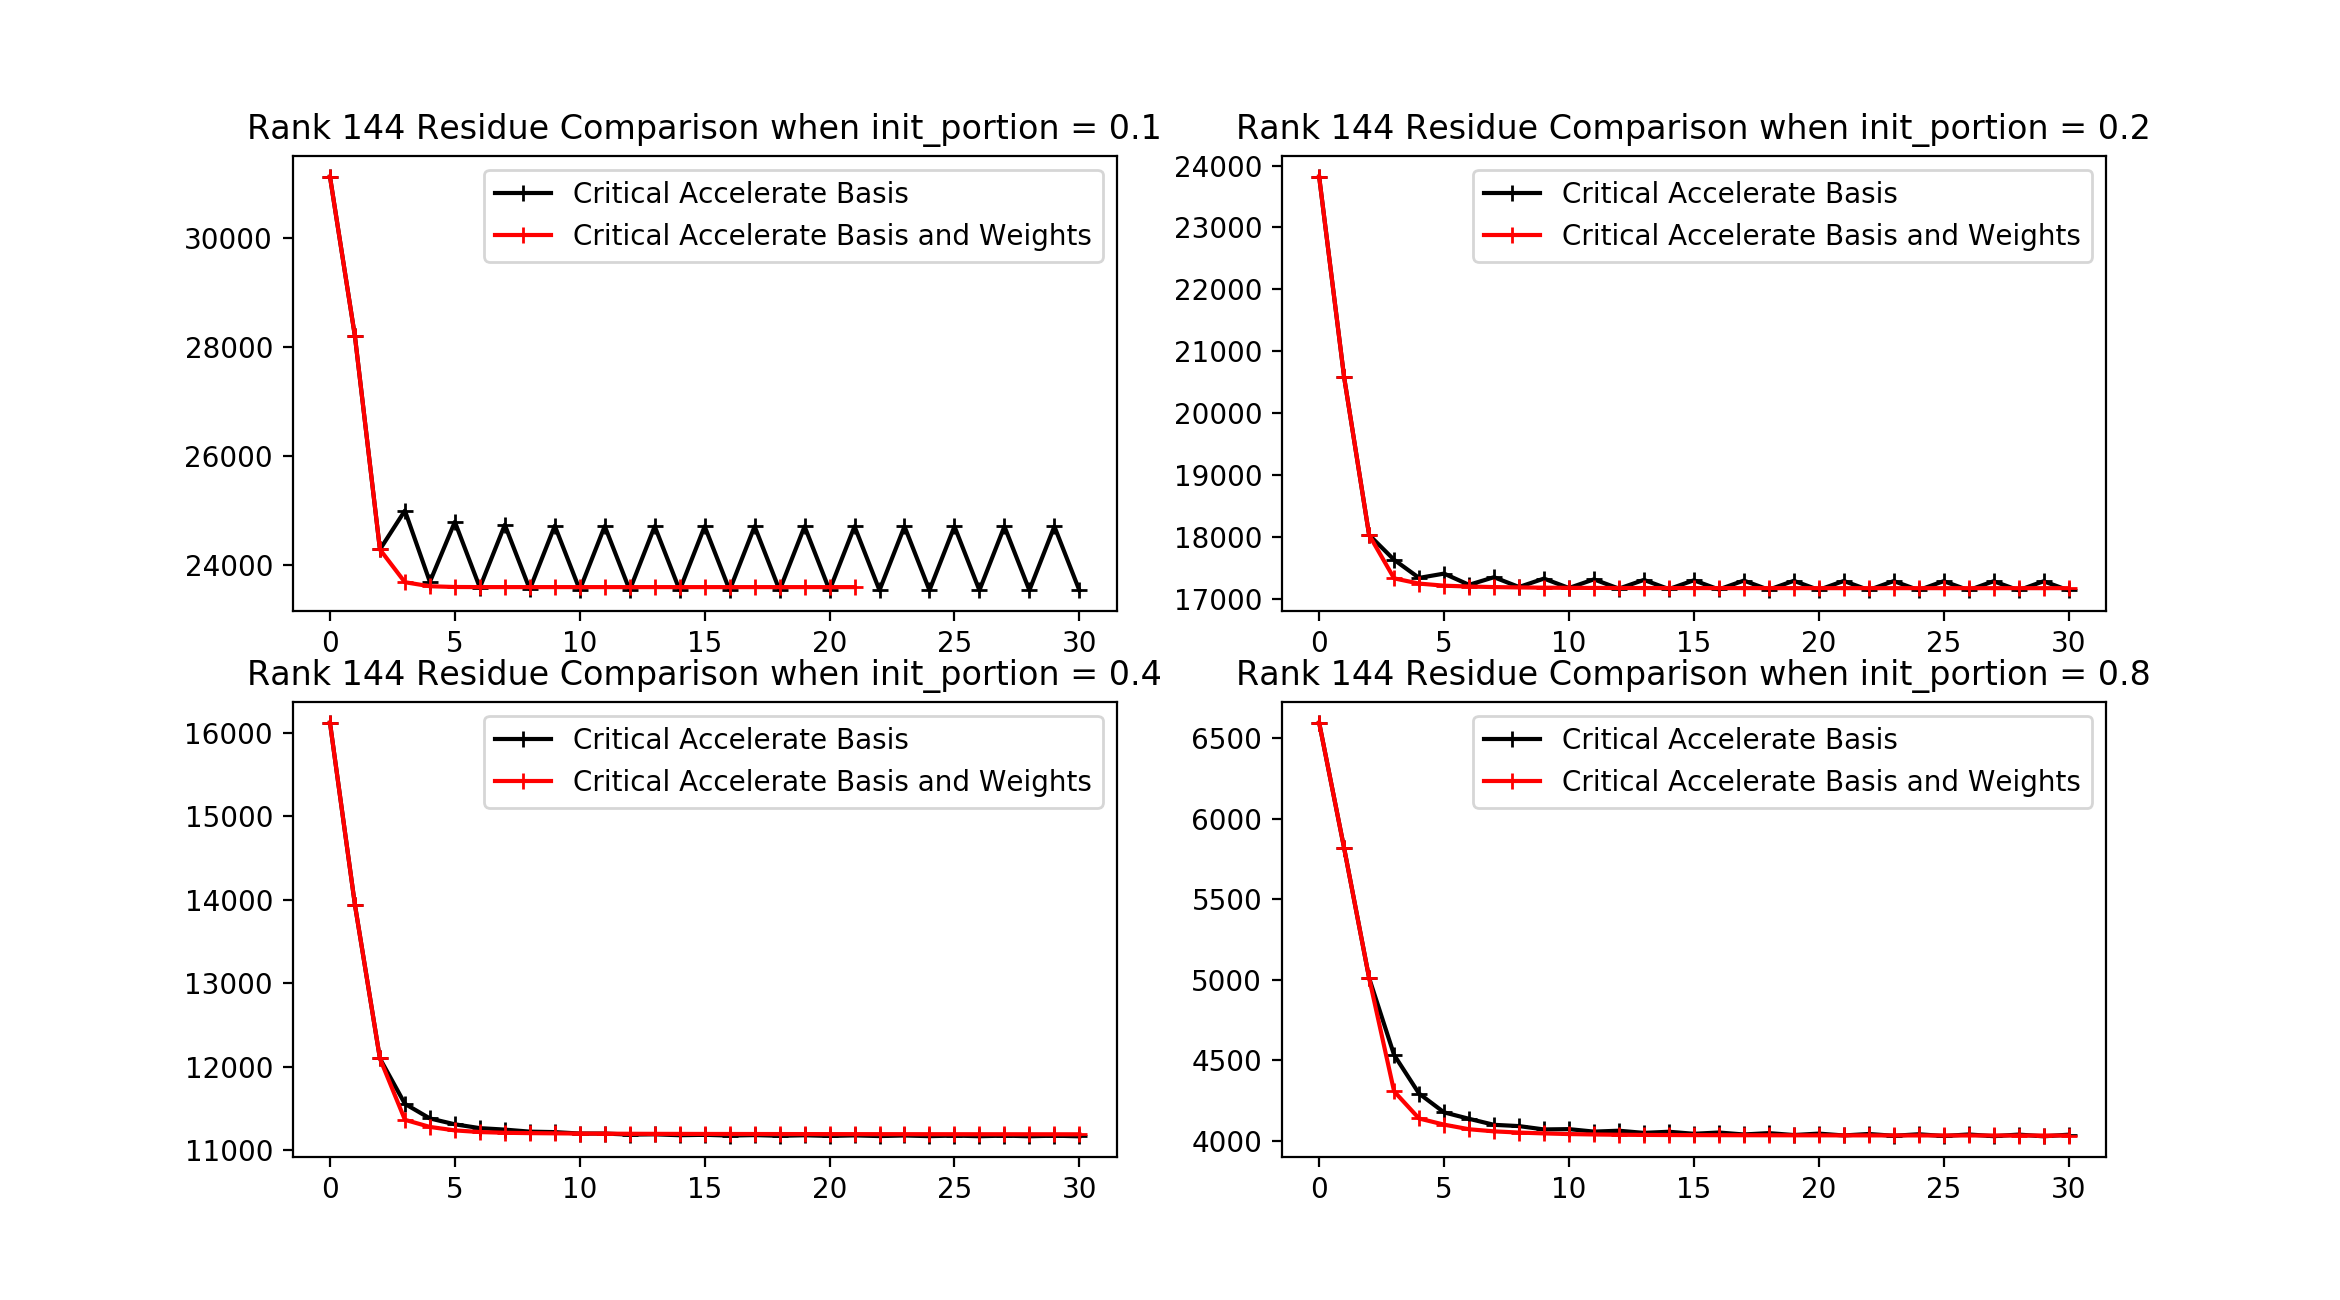 Rank 144 Residue Comparison when init_portion = 0.1
Critical Accelerate Basis
Critical Accelerate Basis and Weights
30000
28000
26000
24000
0 5 10 15 20 25 30
Rank 144 Residue Comparison when init_portion = 0.2
Critical Accelerate Basis
Critical Accelerate Basis and Weights
24000
23000
22000
21000
20000
19000
18000
17000
0 5 10 15 20 25 30
Rank 144 Residue Comparison when init_portion = 0.4
Critical Accelerate Basis
Critical Accelerate Basis and Weights
16000
15000
14000
13000
12000
11000
0 5 10 15 20 25 30
Rank 144 Residue Comparison when init_portion = 0.8
Critical Accelerate Basis
Critical Accelerate Basis and Weights
6500
6000
5500
5000
4500
4000
0 5 10 15 20 25 30